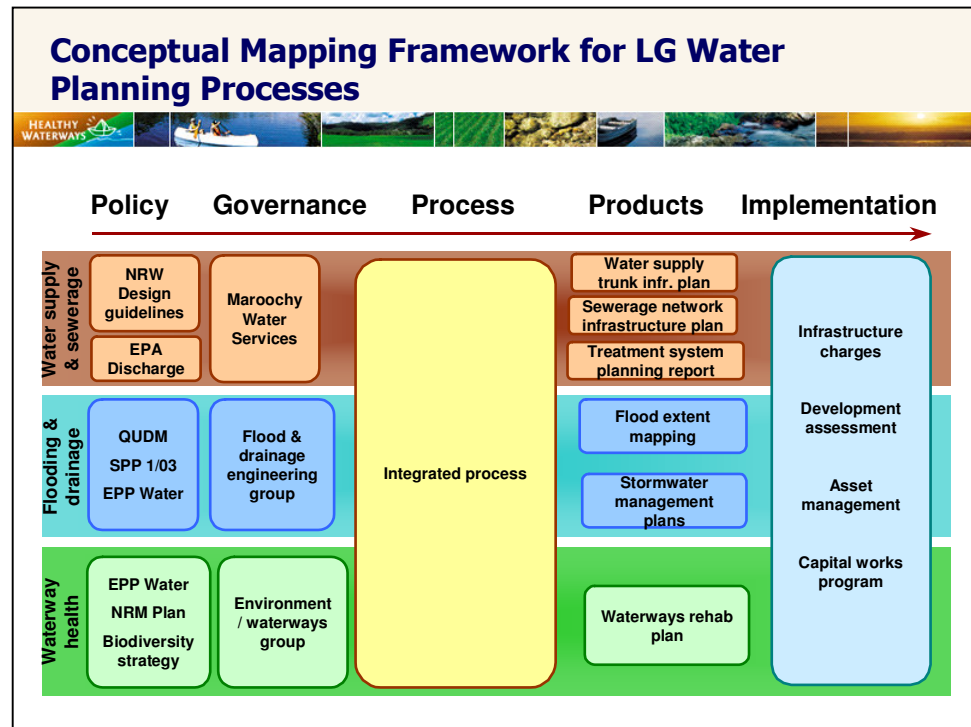 Conceptual Mapping Framework for LG Water
Planning Processes
HEALTHY
WATERWAYS
Policy Governance Process Products Implementation
Water supply
& sewerage
NRW
Design
guidelines
EPA
Discharge
Maroochy
Water
Services
Water supply
trunk infr. plan
Sewerage network
infrastructure plan
Treatment system
planning report
Flooding &
drainage
QUDM
SPP 1/03
EPP Water
Flood &
drainage
engineering
group
Integrated process
Flood extent
mapping
Stormwater
management
plans
Waterway
health
EPP Water
NRM Plan
Biodiversity
strategy
Environment
/ waterways
group
Waterways rehab
plan
Infrastructure
charges
Development
assessment
Asset
management
Capital works
program